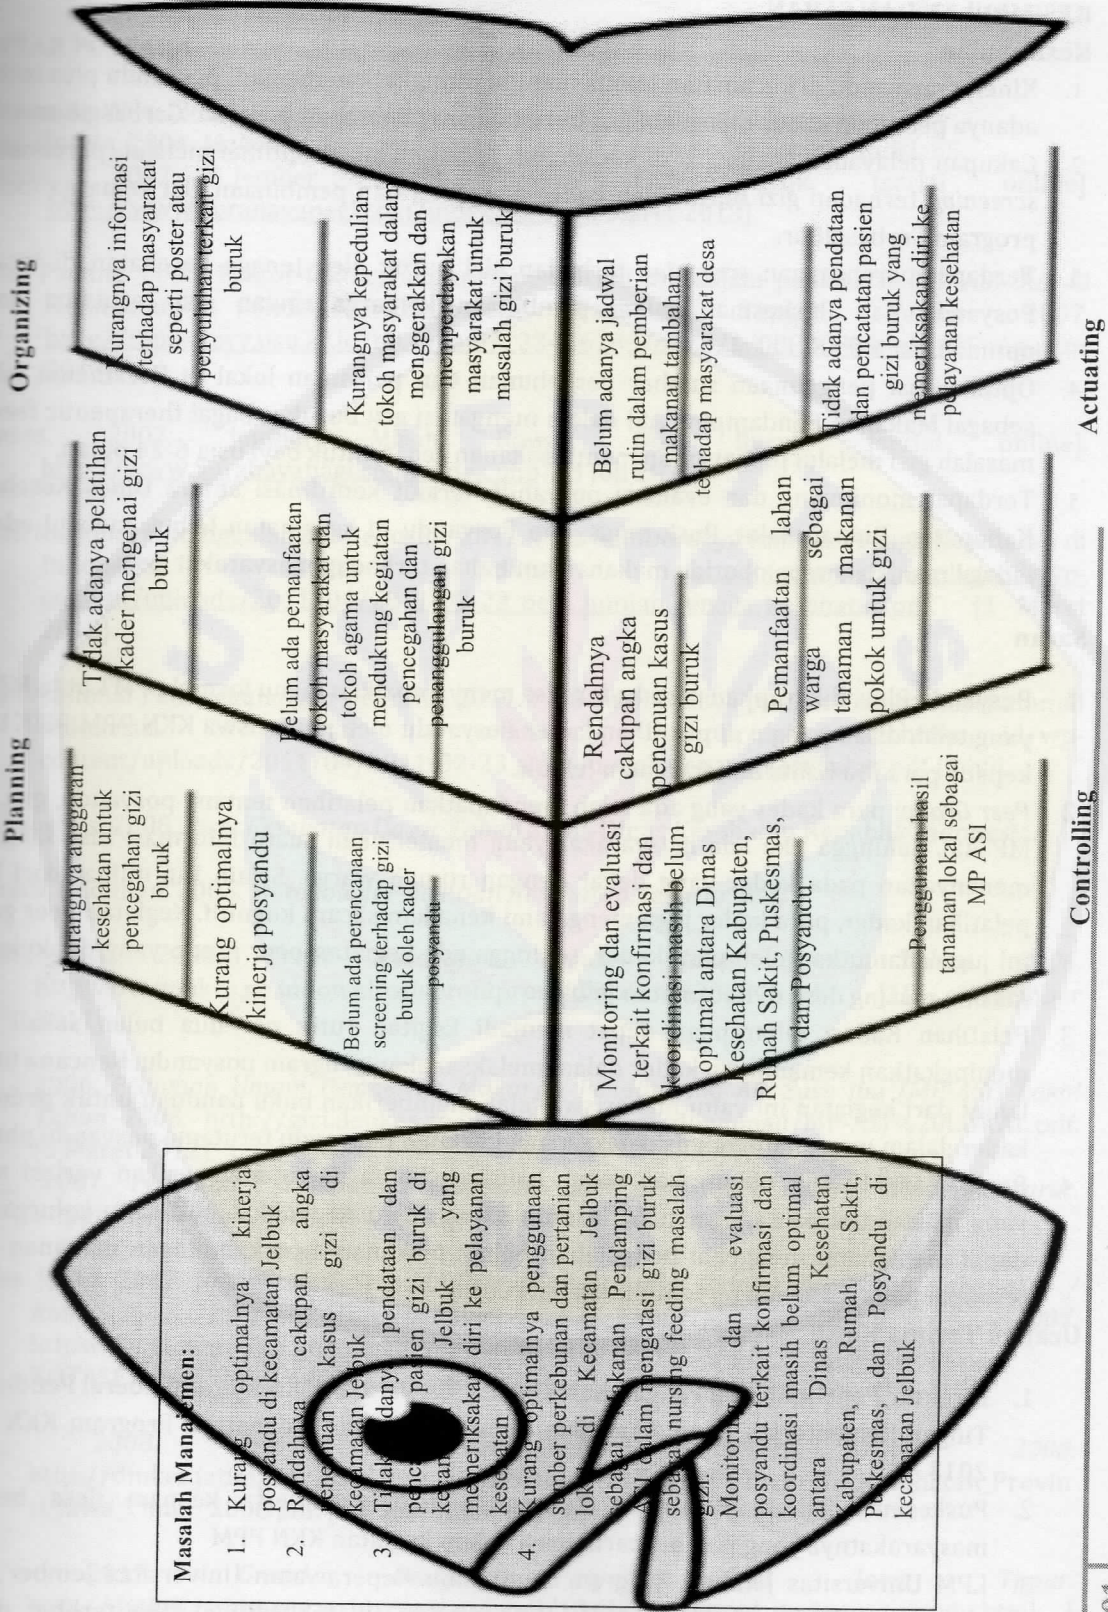 Masalah Manajemen:
1. Kurang optimalnya kinerja
posyandu di kecamatan Jelbuk
2. Rendahnya cakupan angka
penemuan kasus gizi di
kecamatan Jelbuk
3. Tidak adanya pendataan dan
pasien gizi buruk di
Jelbuk yang
memeriksakan diri ke pelayanan
kesehatan
4. Kurang optimalnya penggunaan
sumber perkebunan dan pertanian
lokal di Kecamatan Jelbuk
sebagai Makanan Pendamping
ASI dalam mengatasi gizi buruk
sebagai nursing feeding masalah
gizi
Monitoring dan evaluasi
posyandu terkait konfirmasi dan
koordinasi masih belum optimal
antara Dinas Kesehatan
Kabupaten, Rumah Sakit,
Puskesmas, dan Posyandu di
kecamatan Jelbuk
Planning
Kurangnya anggaran
kesehatan untuk
pencegahan gizi
buruk
Kurang optimalnya
kinerja posyandu
Belum ada perencanaan
screening terhadap gizi
buruk oleh kader
posyandu
Tidak adanya pelatihan
kader mengenai gizi
buruk
Belum ada pemanfaatan
tokoh masyarakat dan
tokoh agama untuk
mendukung kegiatan
pencegahan dan
penanggulangan gizi
buruk
Organizing
Kurangnya informasi
terhadap masyarakat
seperti poster atau
penyuluhan terkait gizi
buruk
Kurangnya kepedulian
tokoh masyarakat dalam
menggerakkan dan
memberdayakan
masyarakat untuk
masalah gizi buruk
Monitoring dan evaluasi
terkait konfirmasi dan
koordinasi masih belum
optimal antara Dinas
Kesehatan Kabupaten,
Rumah Sakit, Puskesmas,
dan Posyandu.
Penggunaan hasil
tanaman lokal sebagai
MP ASI
Controlling
Rendahnya
cakupan angka
penemuan kasus
gizi buruk
Pemanfaatan lahan
warga sebagai
tanaman makanan
pokok untuk gizi
Belum adanya jadwal
rutin dalam pemberian
makanan tambahan
terhadap masyarakat desa
Tidak adanya pendataan
dan pencatatan pasien
gizi buruk yang
memeriksakan diri ke
pelayanan kesehatan
Actuating